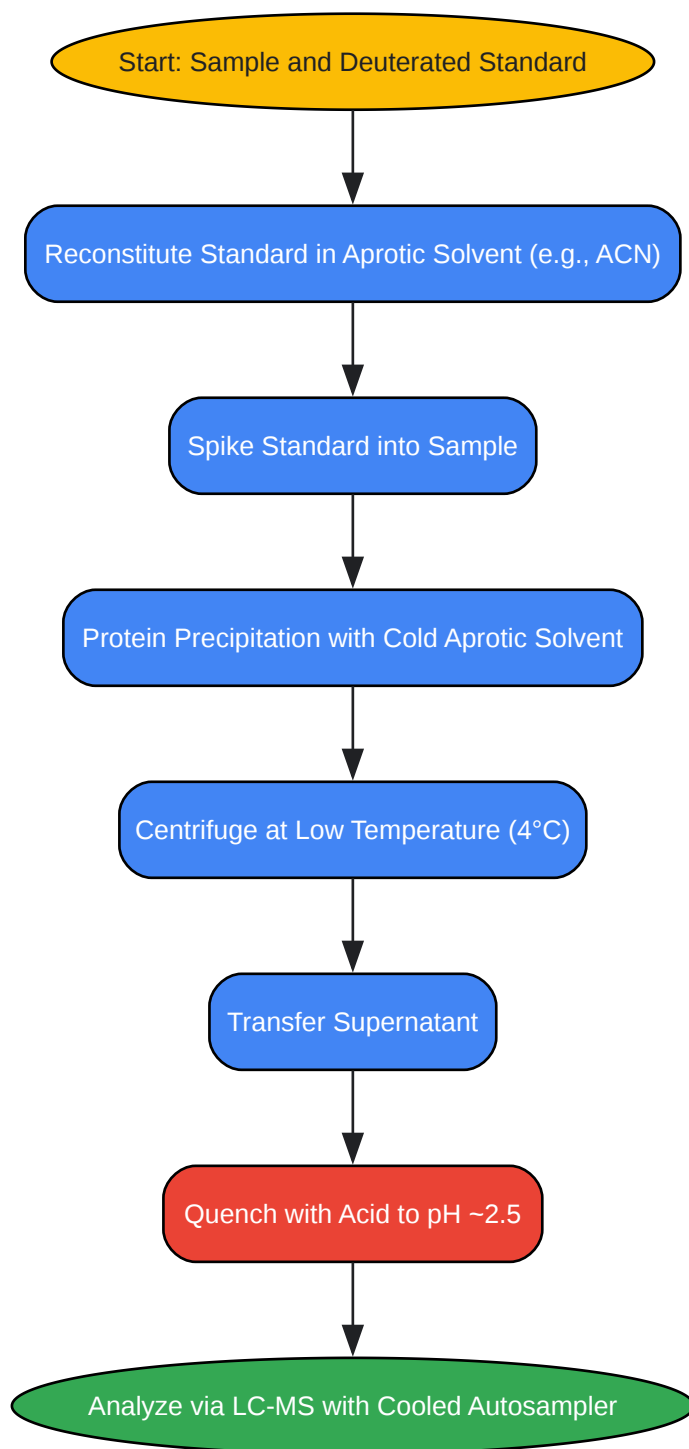 Start: Sample and Deuterated Standard
Reconstitute Standard in Aprotic Solvent (e.g., ACN)
Spike Standard into Sample
Protein Precipitation with Cold Aprotic Solvent
Centrifuge at Low Temperature (4°C)
Transfer Supernatant
Quench with Acid to pH ~2.5
Analyze via LC-MS with Cooled Autosampler